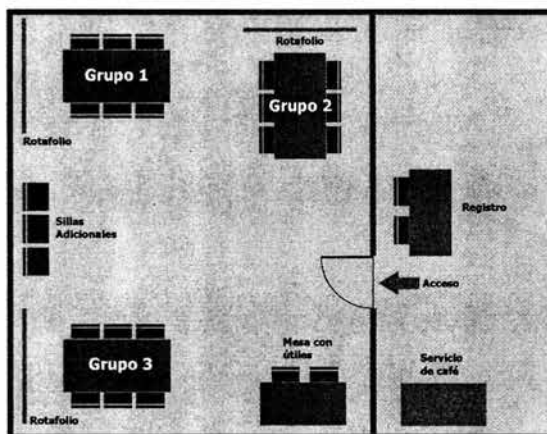 Rotafolio
Grupo 1
Grupo 2
Rotafolio
Sillas
Adicionales
Registro
Acceso
Mesa con
útiles
Servicio
de café
Grupo 3
Rotafolio